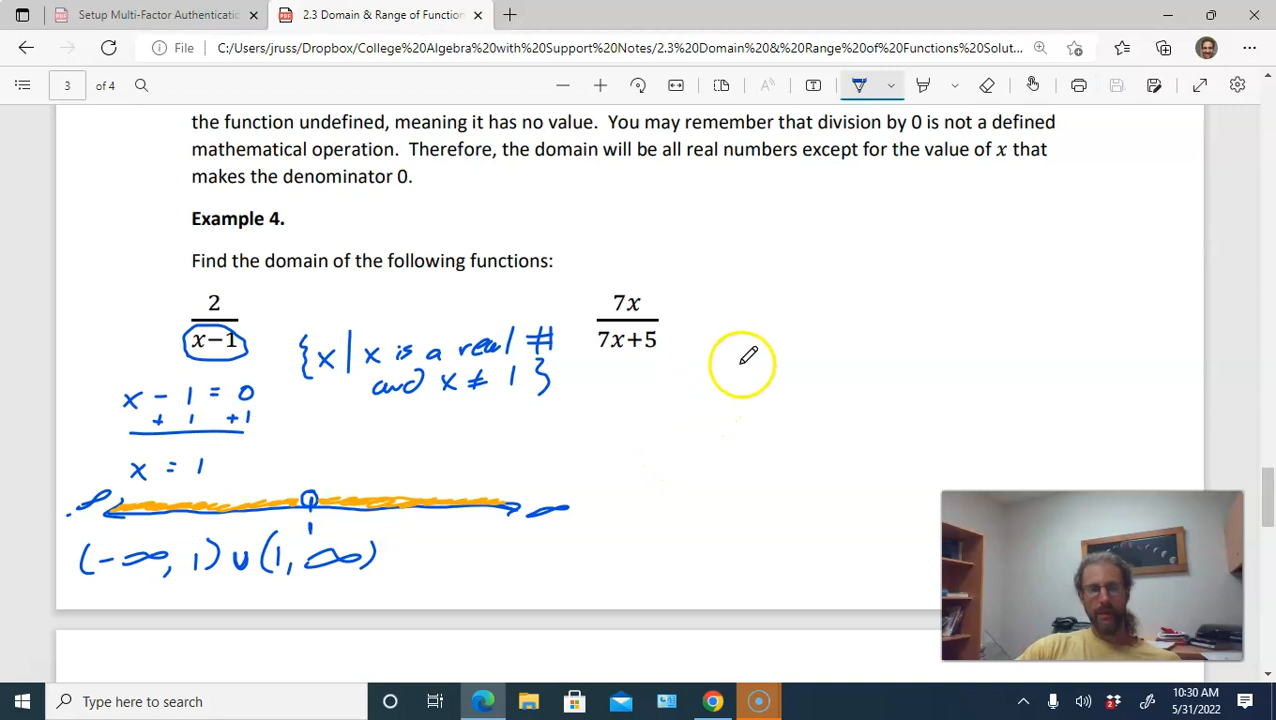 Setup Multi-Factor Authenticatic
2.3 Domain & Range of Function
File
C:/Users/jruss/Dropbox/College%20Algebra%20with%20Support%20Notes/2.3%20Domain%20&%20Range%20of%20Functions%20Solut...
3 of 4
the function undefined, meaning it has no value. You may remember that division by 0 is not a defined
mathematical operation. Therefore, the domain will be all real numbers except for the value of x that
makes the denominator 0.
Example 4.
Find the domain of the following functions:
2
x−1
{x | x is a real #
and x ≠ 1}
x - 1 = 0
+ 1 +1
x = 1
-∞ ∞
1
(-∞, 1) ∪ (1, ∞)
7x
7x+5
Type here to search
2
10:30 AM
5/31/2022